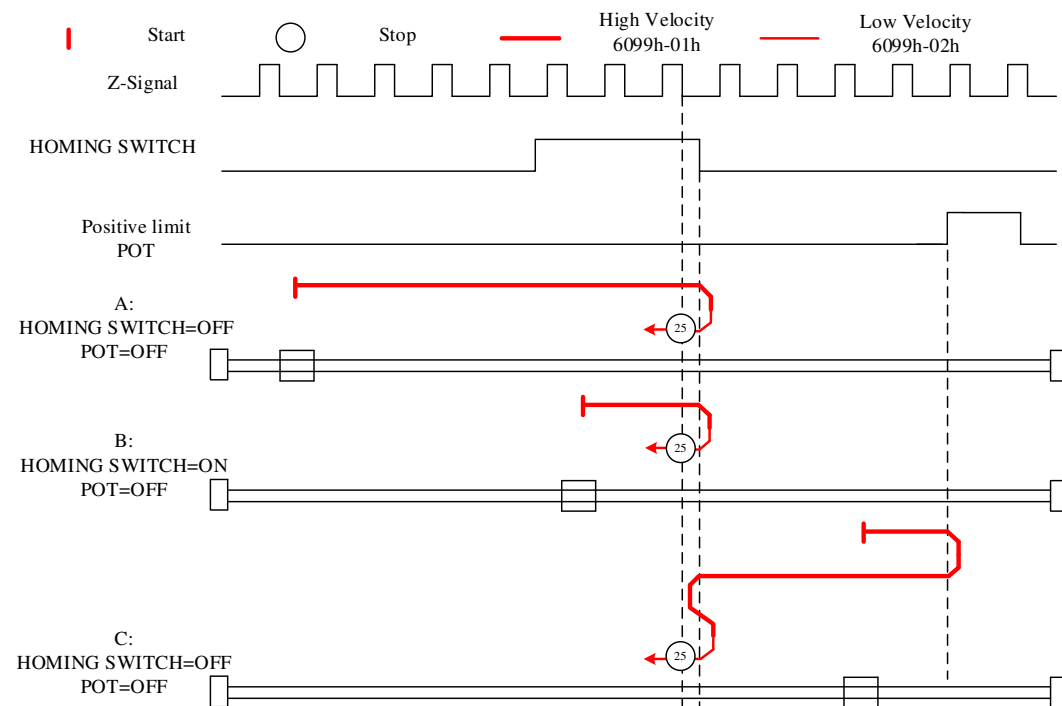 Start
Stop
High Velocity
6099h-01h
Low Velocity
6099h-02h
Z-Signal
HOMING SWITCH
Positive limit
POT
A:
HOMING SWITCH=OFF
POT=OFF
25
B:
HOMING SWITCH=ON
POT=OFF
25
C:
HOMING SWITCH=OFF
POT=OFF
25